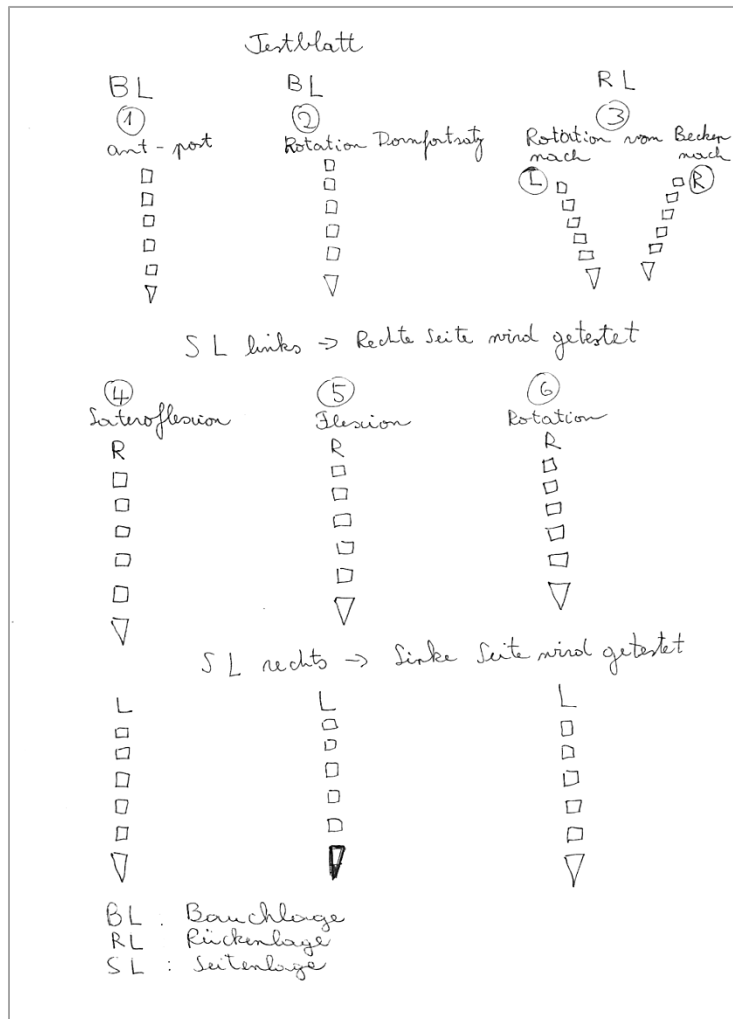 Testblatt
BL BL RL
① ② ③
ant - post Rotation Dornfortsatz Rotation vom Becken
nach nach
Ⓛ Ⓡ
SL links → Rechte Seite wird getestet
④ ⑤ ⑥
Lateroflexion Flexion Rotation
R R R
SL rechts → Linke Seite wird getestet
L L L
BL : Bauchlage
RL Rückenlage
SL : Seitenlage